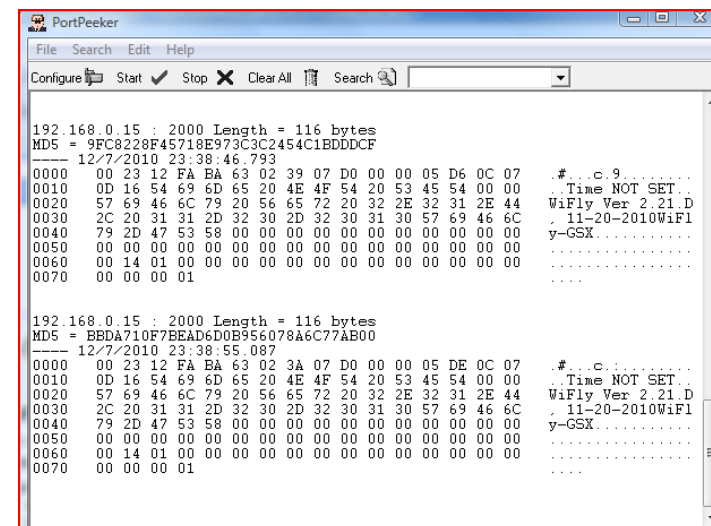 PortPeeker
File Search Edit Help
Configure Start Stop Clear All Search
192.168.0.15 : 2000 Length = 116 bytes
MD5 = 9FC8228F45718E973C3C2454C1BDDDCF
---- 12/7/2010 23:38:46.793
0000 00 23 12 FA BA 63 02 39 07 D0 00 00 05 D6 0C 07 .#...c.9........
0010 0D 16 54 69 6D 65 20 4E 4F 54 20 53 45 54 00 00 ..Time NOT SET..
0020 57 69 46 6C 79 20 56 65 72 20 32 2E 32 31 2E 44 WiFly Ver 2.21.D
0030 2C 20 31 31 2D 32 30 2D 32 30 31 30 57 69 46 6C , 11-20-2010WiFl
0040 79 2D 47 53 58 00 00 00 00 00 00 00 00 00 00 00 y-GSX...........
0050 00 00 00 00 00 00 00 00 00 00 00 00 00 00 00 00 ................
0060 00 14 01 00 00 00 00 00 00 00 00 00 00 00 00 00 ................
0070 00 00 00 01 ....
192.168.0.15 : 2000 Length = 116 bytes
MD5 = BBDA710F7BEAD6D0B956078A6C77AB00
---- 12/7/2010 23:38:55.087
0000 00 23 12 FA BA 63 02 3A 07 D0 00 00 05 DE 0C 07 .#...c.:........
0010 0D 16 54 69 6D 65 20 4E 4F 54 20 53 45 54 00 00 ..Time NOT SET..
0020 57 69 46 6C 79 20 56 65 72 20 32 2E 32 31 2E 44 WiFly Ver 2.21.D
0030 2C 20 31 31 2D 32 30 2D 32 30 31 30 57 69 46 6C , 11-20-2010WiFl
0040 79 2D 47 53 58 00 00 00 00 00 00 00 00 00 00 00 y-GSX...........
0050 00 00 00 00 00 00 00 00 00 00 00 00 00 00 00 00 ................
0060 00 14 01 00 00 00 00 00 00 00 00 00 00 00 00 00 ................
0070 00 00 00 01 ....